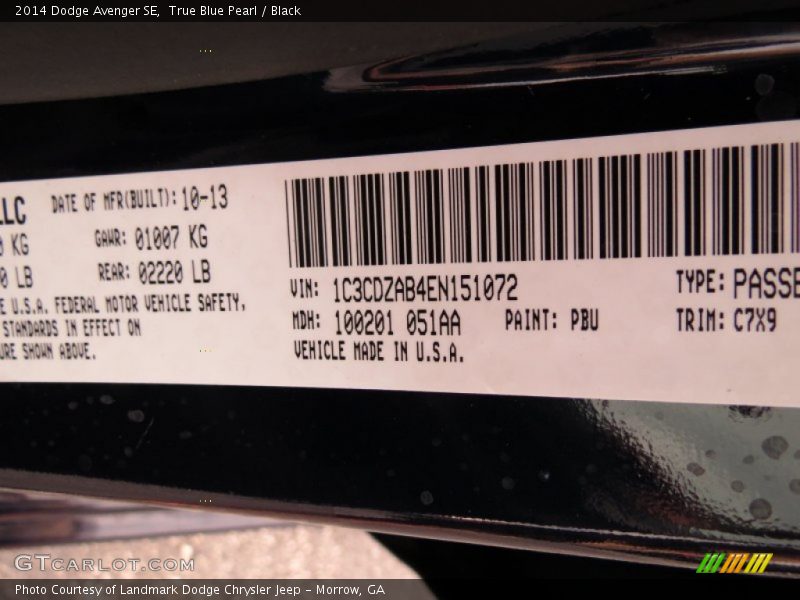 2014 Dodge Avenger SE,  True Blue Pearl / Black
LLC DATE OF MFR(BUILT): 10-13
0 KG GAWR: 01007 KG
0 LB REAR: 02220 LB
E U.S.A. FEDERAL MOTOR VEHICLE SAFETY,
STANDARDS IN EFFECT ON
URE SHOWN ABOVE.
VIN: 1C3CDZAB4EN151072 TYPE: PASSE
MDH: 100201 051AA PAINT: PBU TRIM: C7X9
VEHICLE MADE IN U.S.A.
GTCARLOT.COM
Photo Courtesy of Landmark Dodge Chrysler Jeep – Morrow, GA